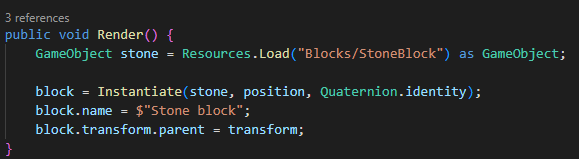 3 references
public void Render() {
    GameObject stone = Resources.Load("Blocks/StoneBlock") as GameObject;

    block = Instantiate(stone, position, Quaternion.identity);
    block.name = $"Stone block";
    block.transform.parent = transform;
}